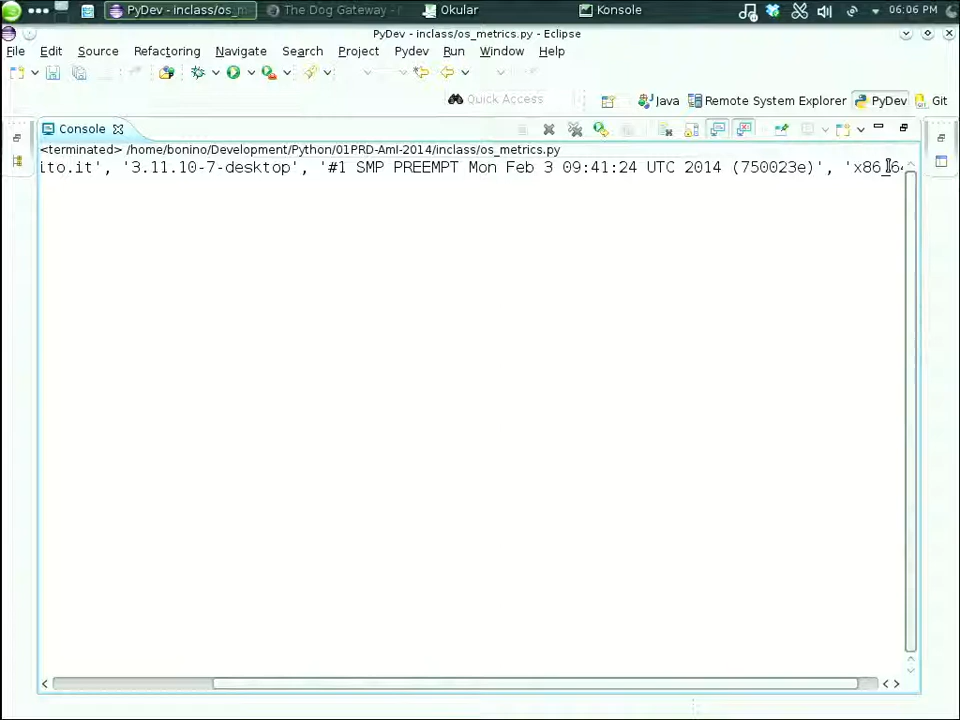 PyDev - inclass/os_m
The Dog Gateway - (
Okular
Konsole
06:06 PM
PyDev - inclass/os_metrics.py - Eclipse
File Edit Source Refactoring Navigate Search Project Pydev Run Window Help
Quick Access
Java Remote System Explorer PyDev Git
Console
<terminated> /home/bonino/Development/Python/01PRD-AmI-2014/inclass/os_metrics.py
ito.it', '3.11.10-7-desktop', '#1 SMP PREEMPT Mon Feb 3 09:41:24 UTC 2014 (750023e)', 'x86_64